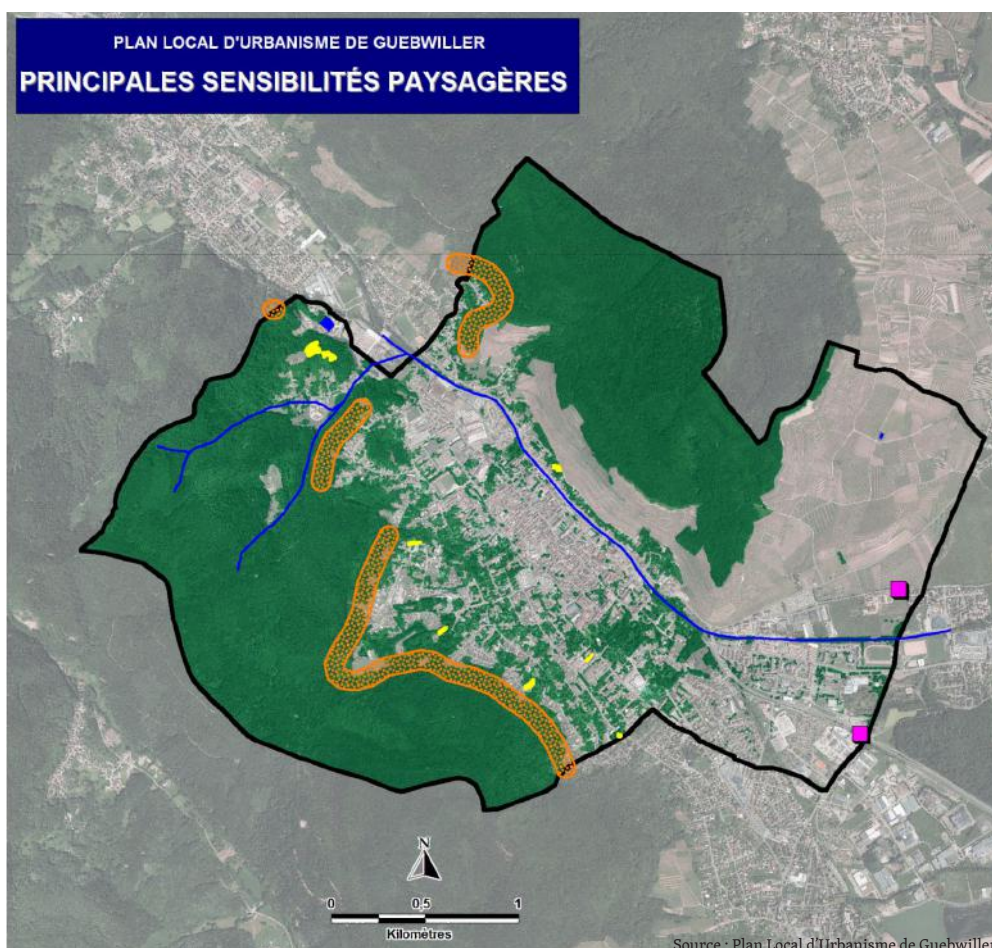 PLAN LOCAL D'URBANISME DE GUEBWILLER
PRINCIPALES SENSIBILITÉS PAYSAGÈRES
N
0 0,5 1
Kilomètres
Source : Plan Local d'Urbanisme de Guebwiller